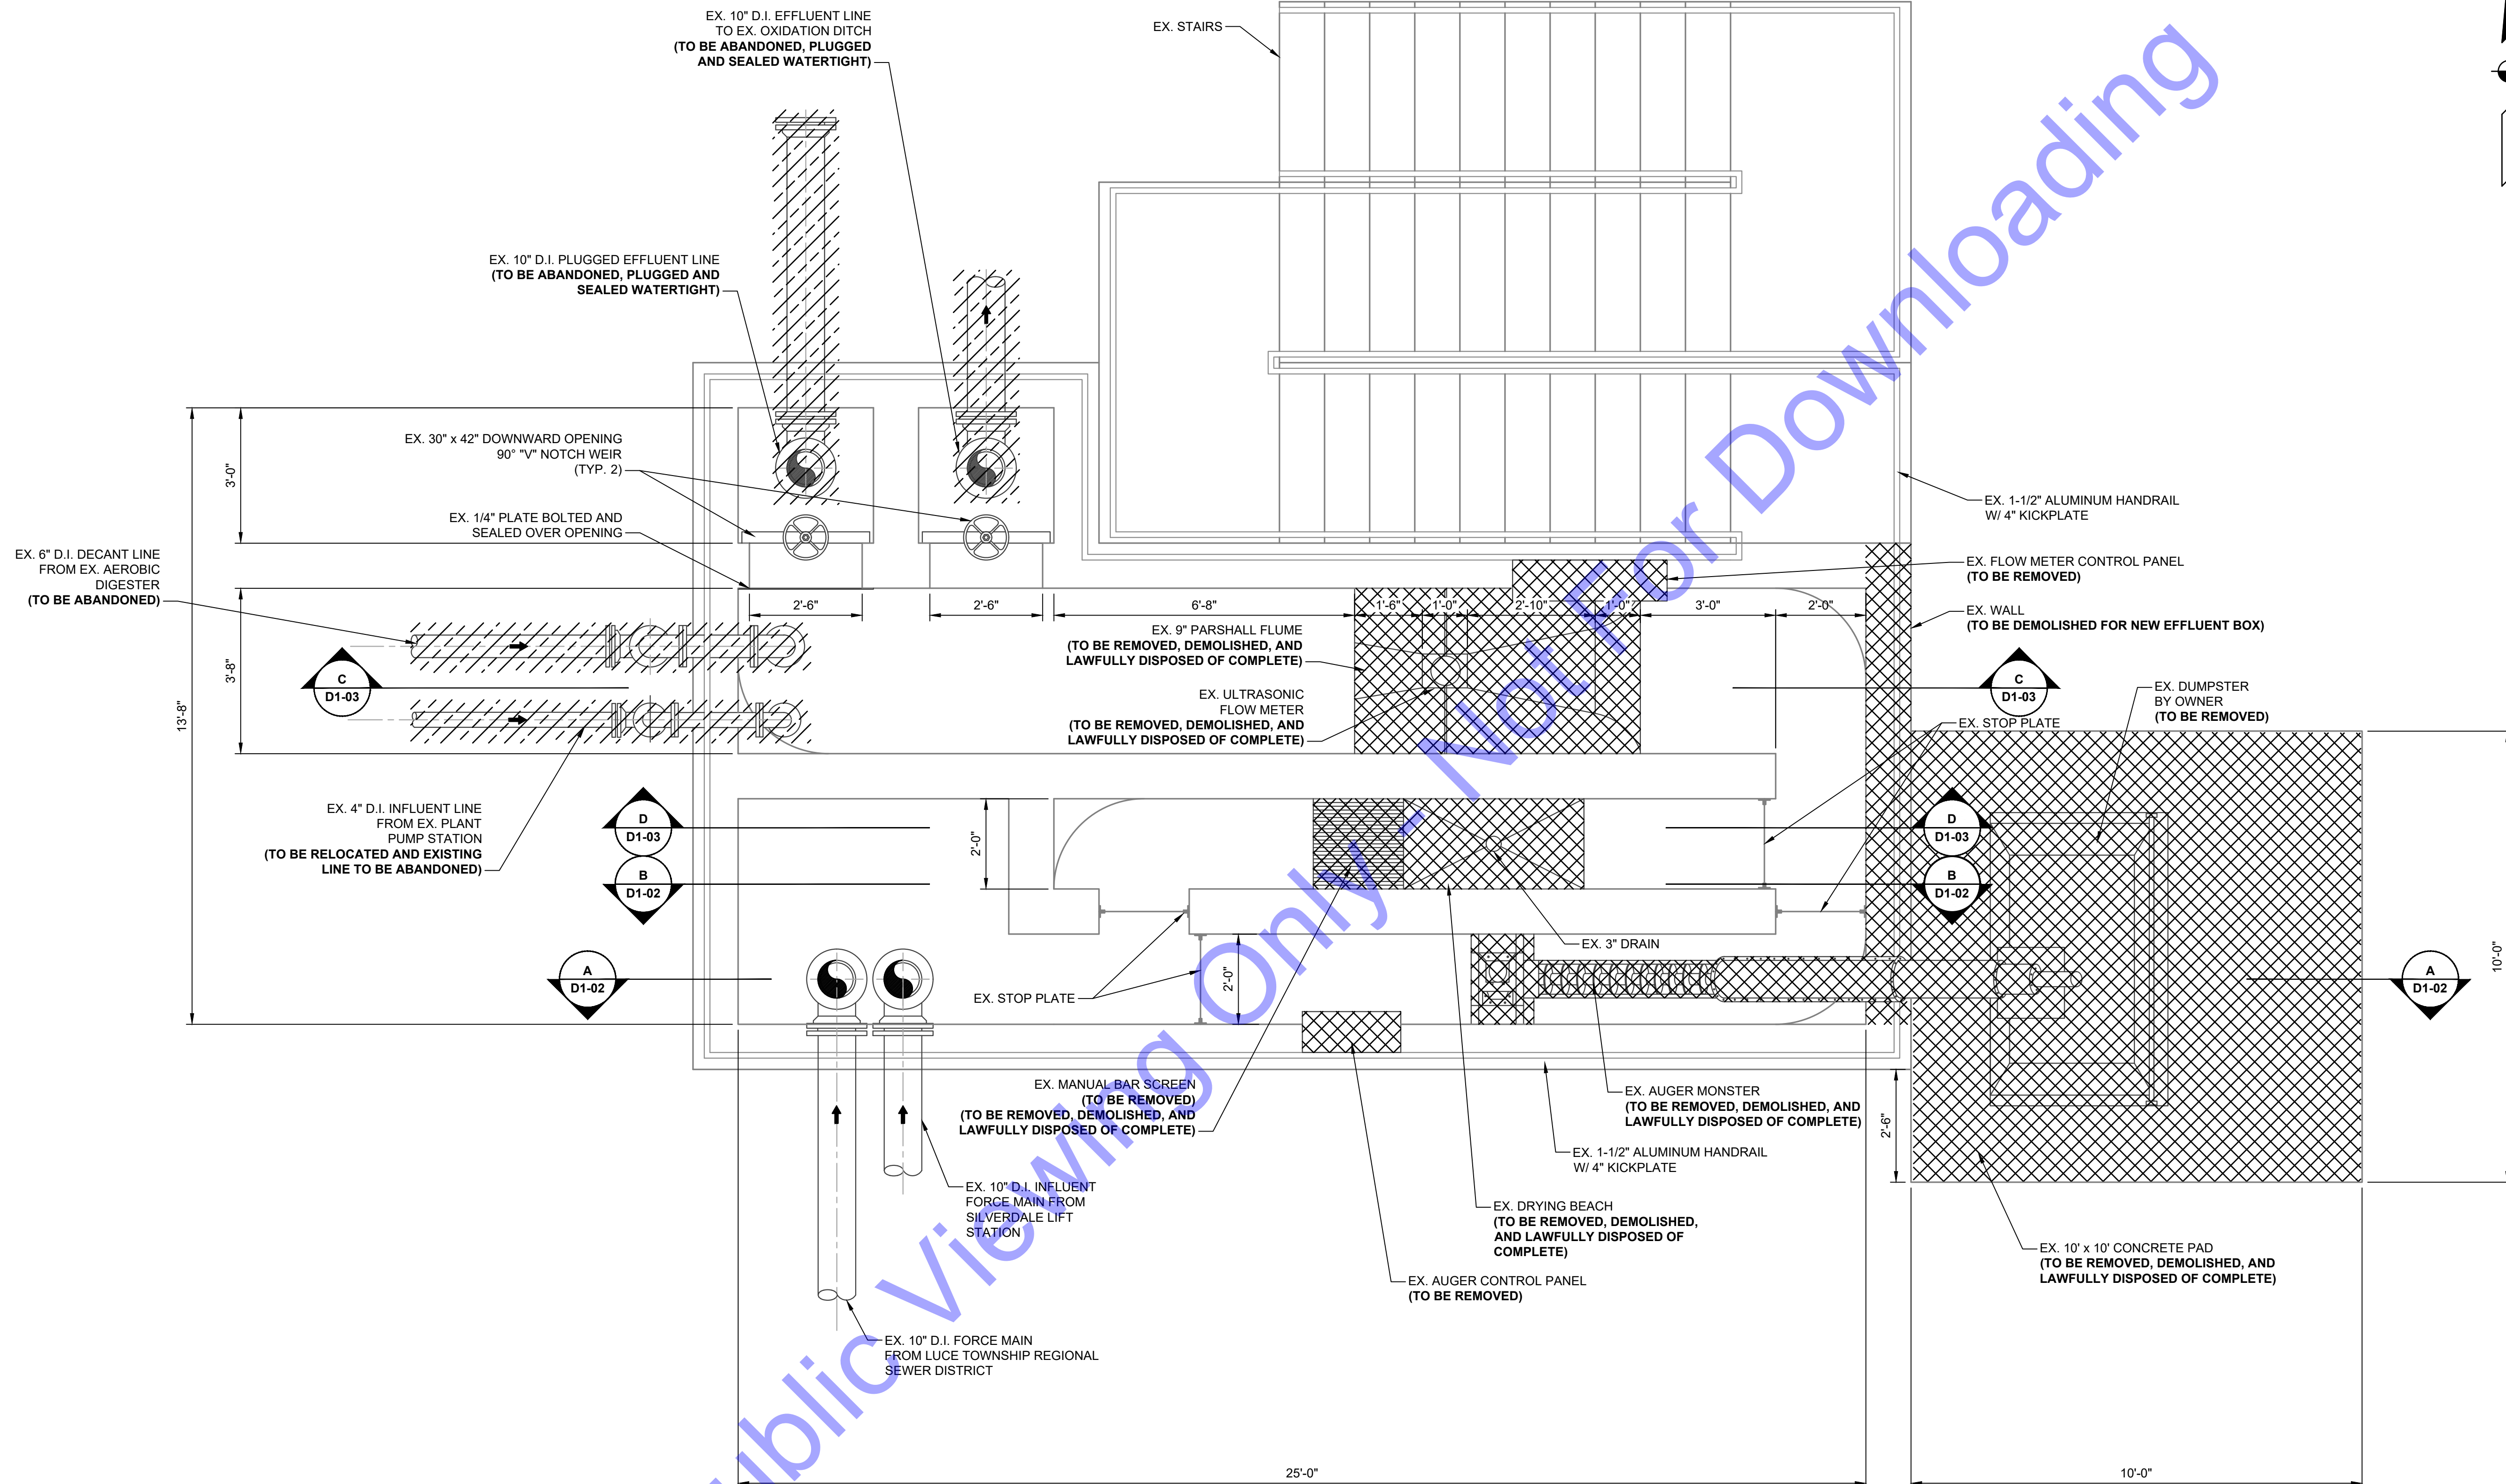 EX. 10" D.I. EFFLUENT LINE
TO EX. OXIDATION DITCH
(TO BE ABANDONED, PLUGGED
AND SEALED WATERTIGHT)
EX. STAIRS
EX. 10" D.I. PLUGGED EFFLUENT LINE
(TO BE ABANDONED, PLUGGED AND
SEALED WATERTIGHT)
EX. 30" x 42" DOWNWARD OPENING
90° "V" NOTCH WEIR
(TYP. 2)
EX. 1/4" PLATE BOLTED AND
SEALED OVER OPENING
EX. 6" D.I. DECANT LINE
FROM EX. AEROBIC
DIGESTER
(TO BE ABANDONED)
3'-0"
3'-8"
13'-8"
2'-6"
2'-6"
6'-8"
1'-6"
1'-0"
2'-10"
1'-0"
3'-0"
2'-0"
EX. 1-1/2" ALUMINUM HANDRAIL
W/ 4" KICKPLATE
EX. FLOW METER CONTROL PANEL
(TO BE REMOVED)
EX. WALL
(TO BE DEMOLISHED FOR NEW EFFLUENT BOX)
EX. 9" PARSHALL FLUME
(TO BE REMOVED, DEMOLISHED, AND
LAWFULLY DISPOSED OF COMPLETE)
EX. ULTRASONIC
FLOW METER
(TO BE REMOVED, DEMOLISHED, AND
LAWFULLY DISPOSED OF COMPLETE)
C
D1-03
C
D1-03
EX. DUMPSTER
BY OWNER
(TO BE REMOVED)
EX. STOP PLATE
EX. 4" D.I. INFLUENT LINE
FROM EX. PLANT
PUMP STATION
(TO BE RELOCATED AND EXISTING
LINE TO BE ABANDONED)
D
D1-03
B
D1-02
2'-0"
D
D1-03
B
D1-02
A
D1-02
EX. STOP PLATE
2'-0"
EX. 3" DRAIN
A
D1-02
10'-0"
EX. MANUAL BAR SCREEN
(TO BE REMOVED)
(TO BE REMOVED, DEMOLISHED, AND
LAWFULLY DISPOSED OF COMPLETE)
EX. AUGER MONSTER
(TO BE REMOVED, DEMOLISHED, AND
LAWFULLY DISPOSED OF COMPLETE)
2'-6"
EX. 1-1/2" ALUMINUM HANDRAIL
W/ 4" KICKPLATE
EX. 10" D.I. INFLUENT
FORCE MAIN FROM
SILVERDALE LIFT
STATION
EX. DRYING BEACH
(TO BE REMOVED, DEMOLISHED,
AND LAWFULLY DISPOSED OF
COMPLETE)
EX. 10' x 10' CONCRETE PAD
(TO BE REMOVED, DEMOLISHED, AND
LAWFULLY DISPOSED OF COMPLETE)
EX. AUGER CONTROL PANEL
(TO BE REMOVED)
EX. 10" D.I. FORCE MAIN
FROM LUCE TOWNSHIP REGIONAL
SEWER DISTRICT
25'-0"
10'-0"
ublic Viewing Only - Not For Downloading